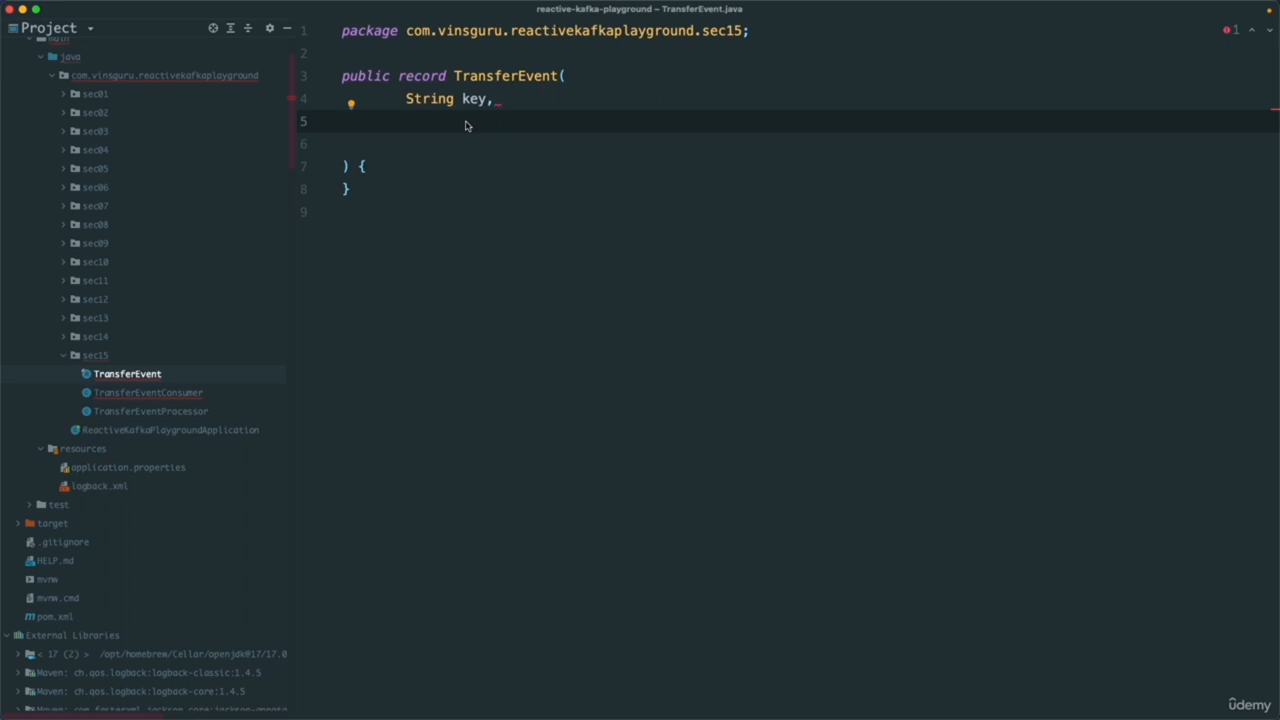 reactive-kafka-playground – TransferEvent.java
Project
main
java
com.vinsguru.reactivekafkaplayground
sec01
sec02
sec03
sec04
sec05
sec06
sec07
sec08
sec09
sec10
sec11
sec12
sec13
sec14
sec15
TransferEvent
TransferEventConsumer
TransferEventProcessor
ReactiveKafkaPlaygroundApplication
resources
application.properties
logback.xml
test
target
.gitignore
HELP.md
mvnw
mvnw.cmd
pom.xml
External Libraries
< 17 (2) > /opt/homebrew/Cellar/openjdk@17/17.0
Maven: ch.qos.logback:logback-classic:1.4.5
Maven: ch.qos.logback:logback-core:1.4.5
1 package com.vinsguru.reactivekafkaplayground.sec15;
2
3 public record TransferEvent(
4 String key,
5
6
7 ) {
8 }
9
1
udemy